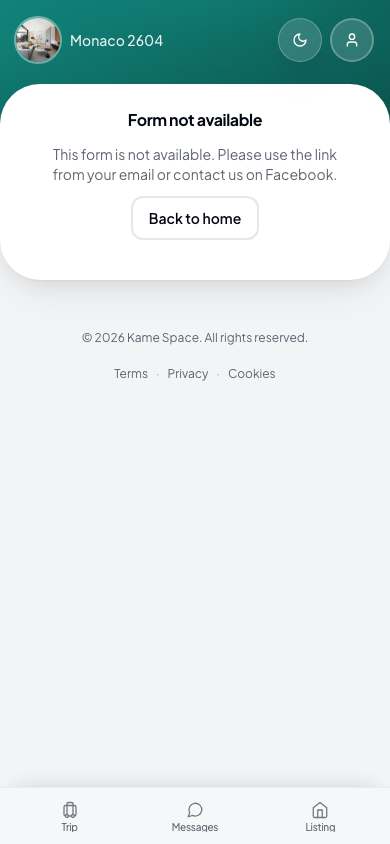 Monaco 2604
Form not available
This form is not available. Please use the link
from your email or contact us on Facebook.
Back to home
© 2026 Kame Space. All rights reserved.
Terms · Privacy · Cookies
Trip Messages Listing